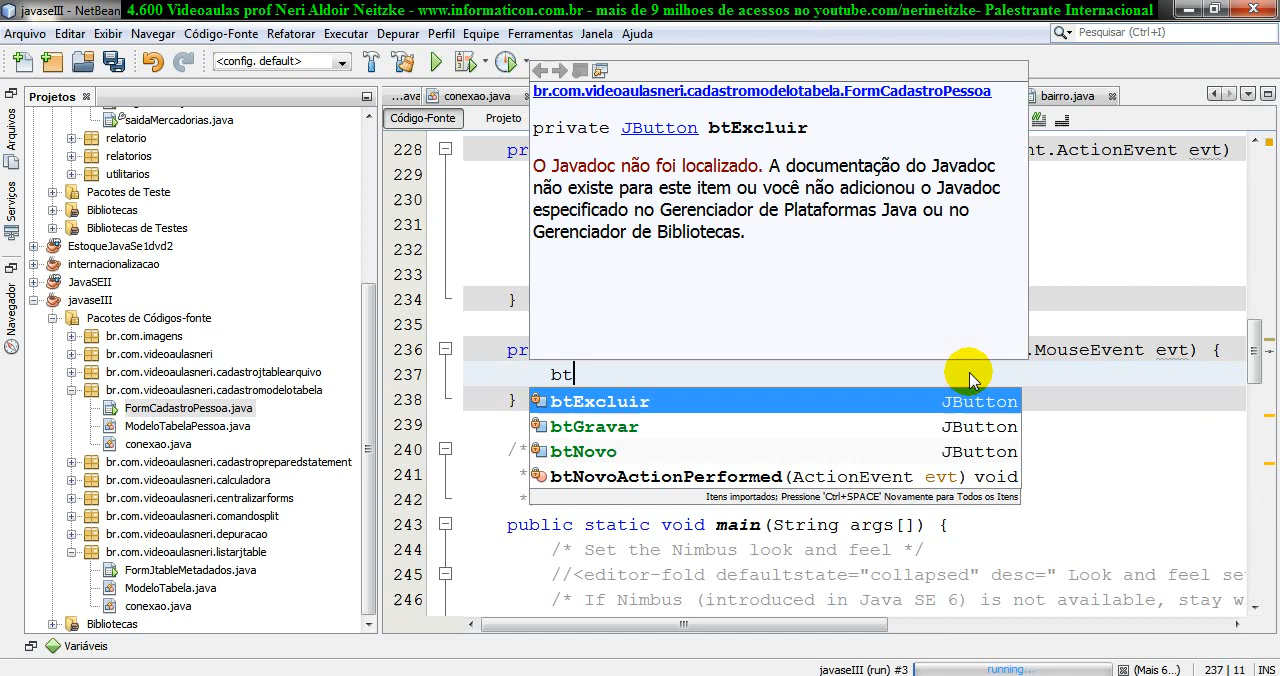 javaseIII - NetBean
4.600 Videoaulas prof Neri Aldoir Neitzke - www.informaticon.com.br - mais de 9 milhoes de acessos no youtube.com/nerineitzke- Palestrante Internacional
Arquivo Editar Exibir Navegar Código-Fonte Refatorar Executar Depurar Perfil Equipe Ferramentas Janela Ajuda
Pesquisar (Ctrl+I)
<config. default>
Projetos
...ava conexao.java
bairro.java
Código-Fonte Projeto
Arquivos
Serviços
Navegador
saidaMercadorias.java
relatorio
relatorios
utilitarios
Pacotes de Teste
Bibliotecas
Bibliotecas de Testes
EstoqueJavaSe1dvd2
internacionalizacao
JavaSEII
javaseIII
Pacotes de Códigos-fonte
br.com.imagens
br.com.videoaulasneri
br.com.videoaulasneri.cadastrojtablearquivo
br.com.videoaulasneri.cadastromodelotabela
FormCadastroPessoa.java
ModeloTabelaPessoa.java
conexao.java
br.com.videoaulasneri.cadastropreparedstatement
br.com.videoaulasneri.calculadora
br.com.videoaulasneri.centralizarforms
br.com.videoaulasneri.comandosplit
br.com.videoaulasneri.depuracao
br.com.videoaulasneri.listarjtable
FormJtableMetadados.java
ModeloTabela.java
conexao.java
Bibliotecas
br.com.videoaulasneri.cadastromodelotabela.FormCadastroPessoa
private JButton btExcluir
O Javadoc não foi localizado. A documentação do Javadoc
não existe para este item ou você não adicionou o Javadoc
especificado no Gerenciador de Plataformas Java ou no
Gerenciador de Bibliotecas.
228 pr nt.ActionEvent evt)
229
230
231
232
233
234 }
235
236 pr .MouseEvent evt) {
237 bt
238 }
239
240 /*
241 *
242 *
243 public static void main(String args[]) {
244 /* Set the Nimbus look and feel */
245 //<editor-fold defaultstate="collapsed" desc=" Look and feel se
246 /* If Nimbus (introduced in Java SE 6) is not available, stay w
btExcluir JButton
btGravar JButton
btNovo JButton
btNovoActionPerformed(ActionEvent evt) void
Itens importados; Pressione 'Ctrl+SPACE' Novamente para Todos os Itens
Variáveis
javaseIII (run) #3 running... (Mais 6...) 237 | 11 INS